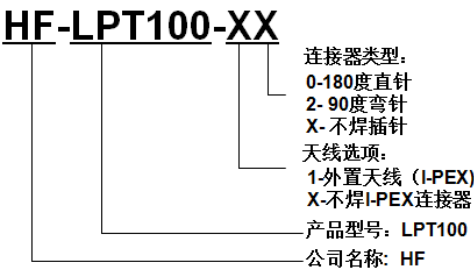 HF-LPT100-XX
连接器类型：
0-180度直针
2- 90度弯针
X- 不焊插针
天线选项：
1-外置天线（I-PEX)
X-不焊I-PEX连接器
产品型号：LPT100
公司名称: HF